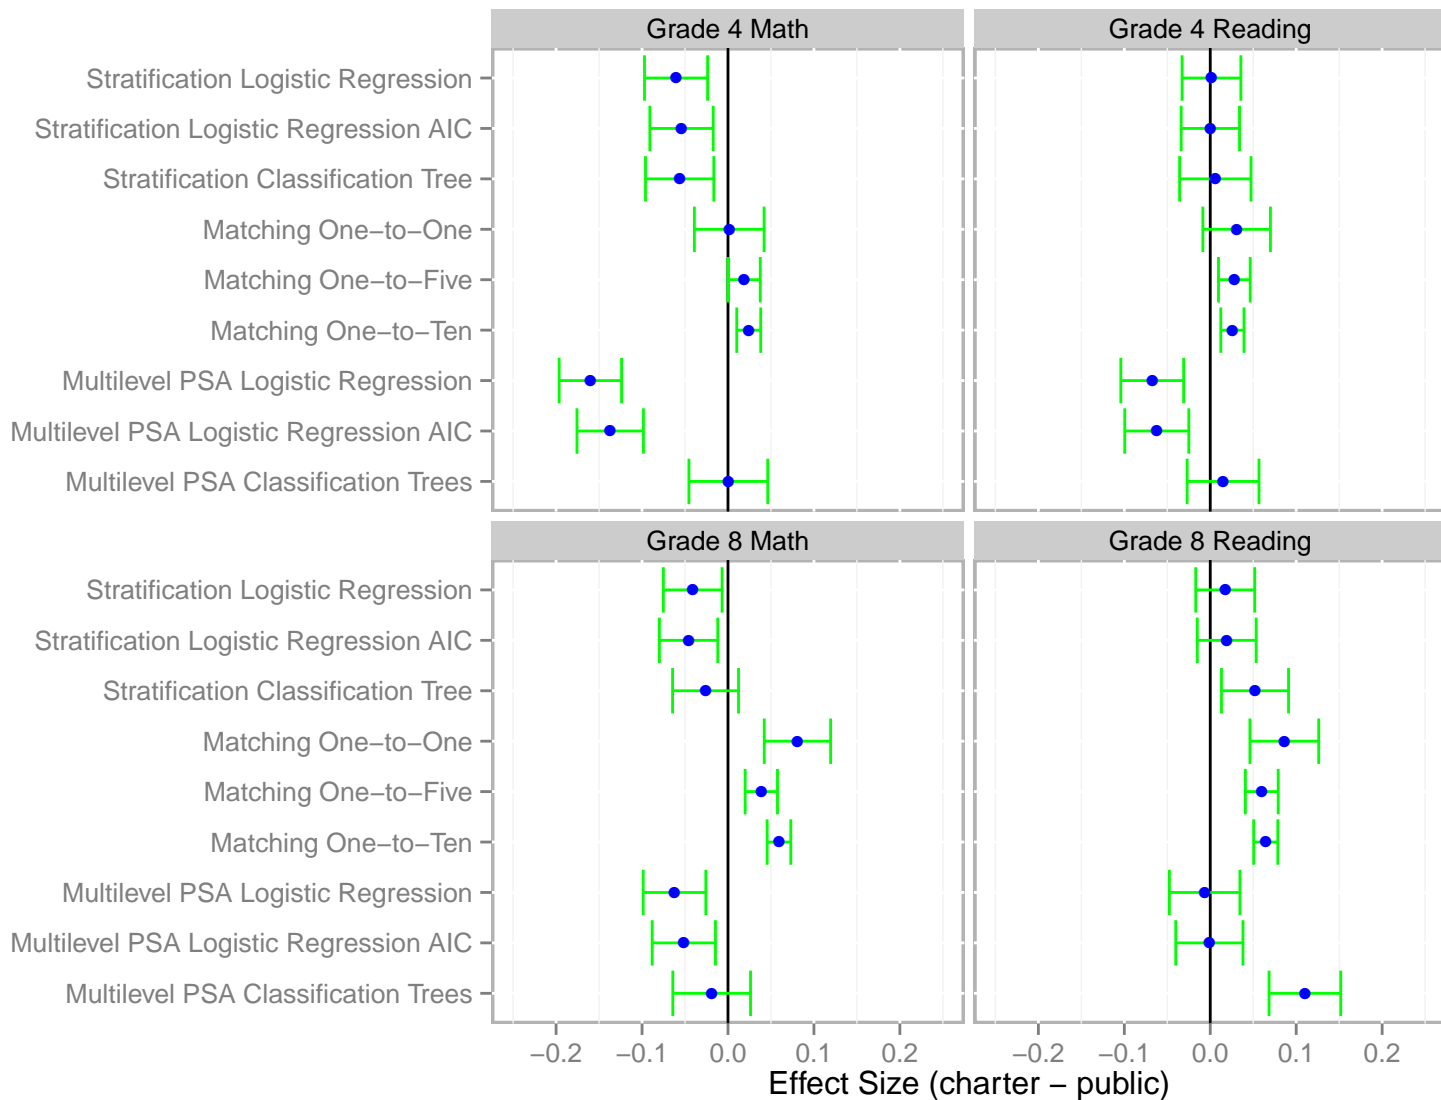 Grade 4 Math
Grade 4 Reading
Stratification Logistic Regression
Stratification Logistic Regression AIC
Stratification Classification Tree
Matching One−to−One
Matching One−to−Five
Matching One−to−Ten
Multilevel PSA Logistic Regression
Multilevel PSA Logistic Regression AIC
Multilevel PSA Classification Trees
Grade 8 Math
Grade 8 Reading
Stratification Logistic Regression
Stratification Logistic Regression AIC
Stratification Classification Tree
Matching One−to−One
Matching One−to−Five
Matching One−to−Ten
Multilevel PSA Logistic Regression
Multilevel PSA Logistic Regression AIC
Multilevel PSA Classification Trees
−0.2 −0.1 0.0 0.1 0.2
−0.2 −0.1 0.0 0.1 0.2
Effect Size (charter − public)